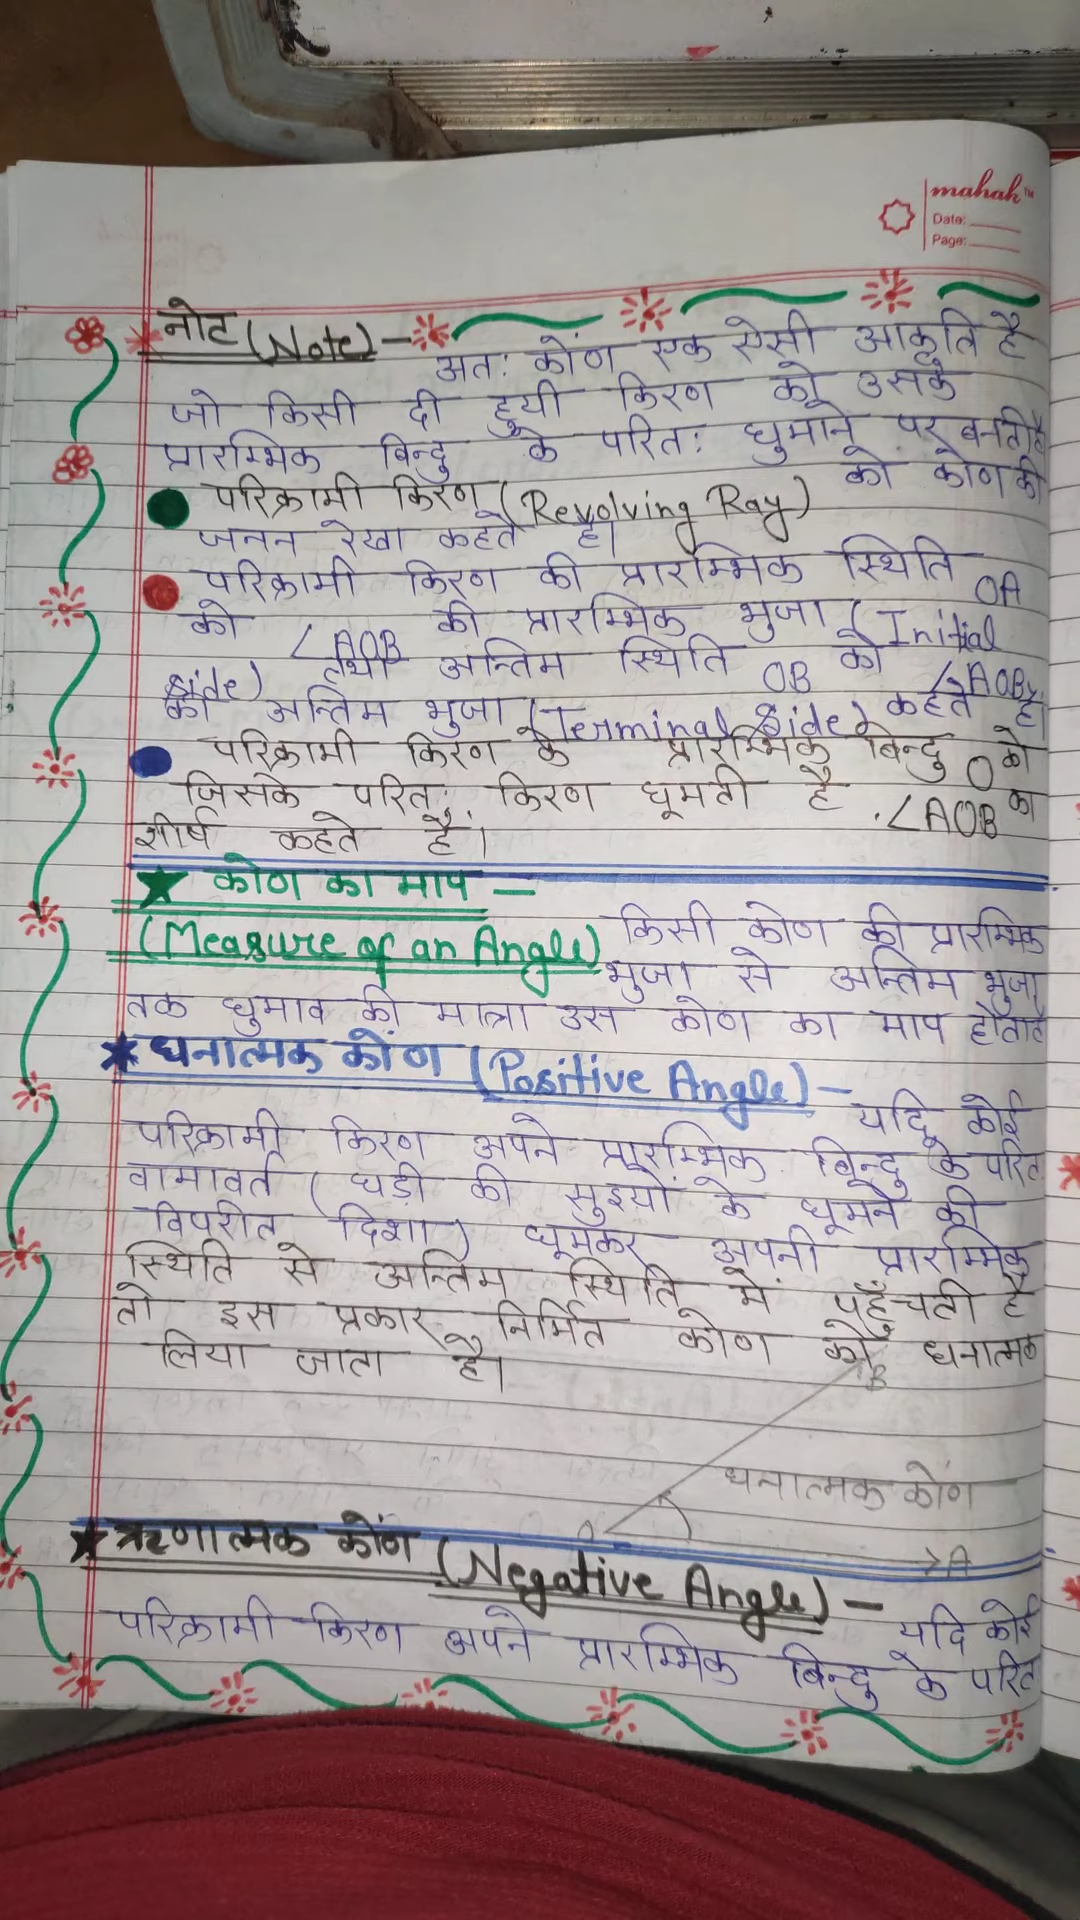 mahak
Date:
Page:
नोट (Note) -
अत: कोंण एक ऐसी आकृति है
जो किसी दी हुयी किरण को उसके
प्रारम्भिक बिन्दु के परित: घुमाने पर बनती है
परिक्रामी किरण (Revolving Ray) को कोण की
जनन रेखा कहते है।
परिक्रामी किरण की प्रारम्भिक स्थिति OA
को ∠AOB की प्रारम्भिक भुजा (Initial
Side) तथा अन्तिम स्थिति OB को ∠AOB
की अन्तिम भुजा (Terminal Side) कहते है।
परिक्रामी किरण के प्रारम्भिक बिन्दु O को
जिसके परित: किरण घूमती है . ∠AOB का
शीर्ष कहते है।
★ कोण का माप —
(Measure of an Angle) किसी कोण की प्रारम्भिक
भुजा से अन्तिम भुजा
तक घुमाव की मात्रा उस कोण का माप होता है
★ धनात्मक कोंण (Positive Angle) —
यदि कोई
परिक्रामी किरण अपने प्रारम्भिक बिन्दु के परित
वामावर्त (घड़ी की सुइयों के घूमने की
विपरीत दिशा) घूमकर अपनी प्रारम्भिक
स्थिति से अन्तिम स्थिति में पहुँचती है
तो इस प्रकार निर्मित कोण को धनात्मक
लिया जाता है।
B
धनात्मक कोंण
O
A
★ ऋणात्मक कोंण (Negative Angle) —
यदि कोई
परिक्रामी किरण अपने प्रारम्भिक बिन्दु के परित